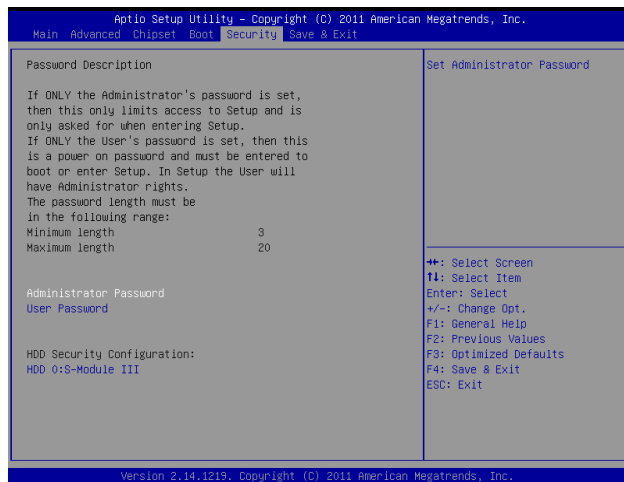 Aptio Setup Utility – Copyright (C) 2011 American Megatrends, Inc.
Main Advanced Chipset Boot Security Save & Exit
Password Description
If ONLY the Administrator's password is set,
then this only limits access to Setup and is
only asked for when entering Setup.
If ONLY the User's password is set, then this
is a power on password and must be entered to
boot or enter Setup. In Setup the User will
have Administrator rights.
The password length must be
in the following range:
Minimum length 3
Maximum length 20
Administrator Password
User Password
HDD Security Configuration:
HDD 0:S-Module III
Set Administrator Password
→←: Select Screen
↑↓: Select Item
Enter: Select
+/-: Change Opt.
F1: General Help
F2: Previous Values
F3: Optimized Defaults
F4: Save & Exit
ESC: Exit
Version 2.14.1219. Copyright (C) 2011 American Megatrends, Inc.